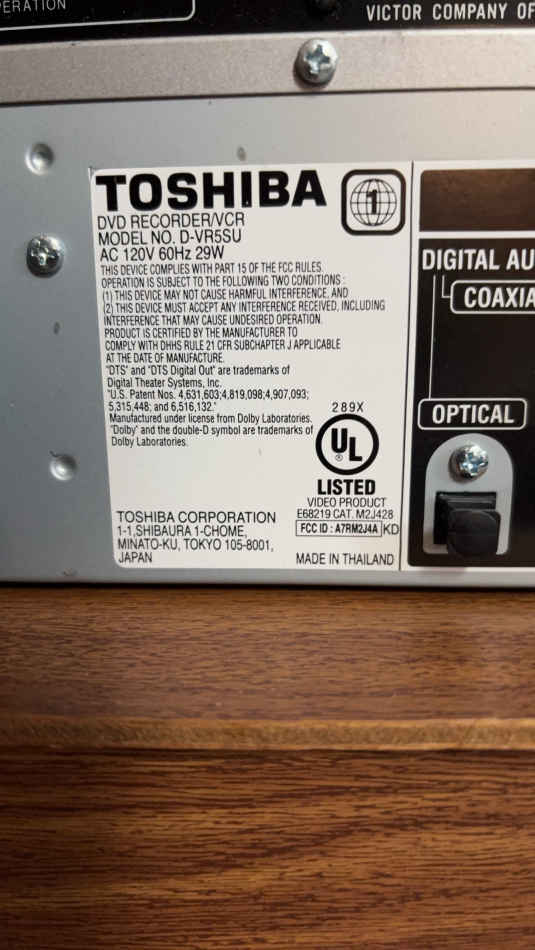 ERATION
VICTOR COMPANY OF
TOSHIBA
1
DVD RECORDER/VCR
MODEL NO. D-VR5SU
AC 120V 60Hz 29W
THIS DEVICE COMPLIES WITH PART 15 OF THE FCC RULES.
OPERATION IS SUBJECT TO THE FOLLOWING TWO CONDITIONS :
(1) THIS DEVICE MAY NOT CAUSE HARMFUL INTERFERENCE, AND
(2) THIS DEVICE MUST ACCEPT ANY INTERFERENCE RECEIVED, INCLUDING
INTERFERENCE THAT MAY CAUSE UNDESIRED OPERATION.
PRODUCT IS CERTIFIED BY THE MANUFACTURER TO
COMPLY WITH DHHS RULE 21 CFR SUBCHAPTER J APPLICABLE
AT THE DATE OF MANUFACTURE.
"DTS" and "DTS Digital Out" are trademarks of
Digital Theater Systems, Inc.
"U.S. Patent Nos. 4,631,603;4,819,098;4,907,093;
5,315,448; and 6,516,132."
Manufactured under license from Dolby Laboratories.
"Dolby" and the double-D symbol are trademarks of
Dolby Laboratories.
289X
UL
®
LISTED
VIDEO PRODUCT
E68219 CAT. M2J428
FCC ID : A7RM2J4A KD
TOSHIBA CORPORATION
1-1,SHIBAURA 1-CHOME,
MINATO-KU, TOKYO 105-8001,
JAPAN
MADE IN THAILAND
DIGITAL AU
COAXIA
OPTICAL